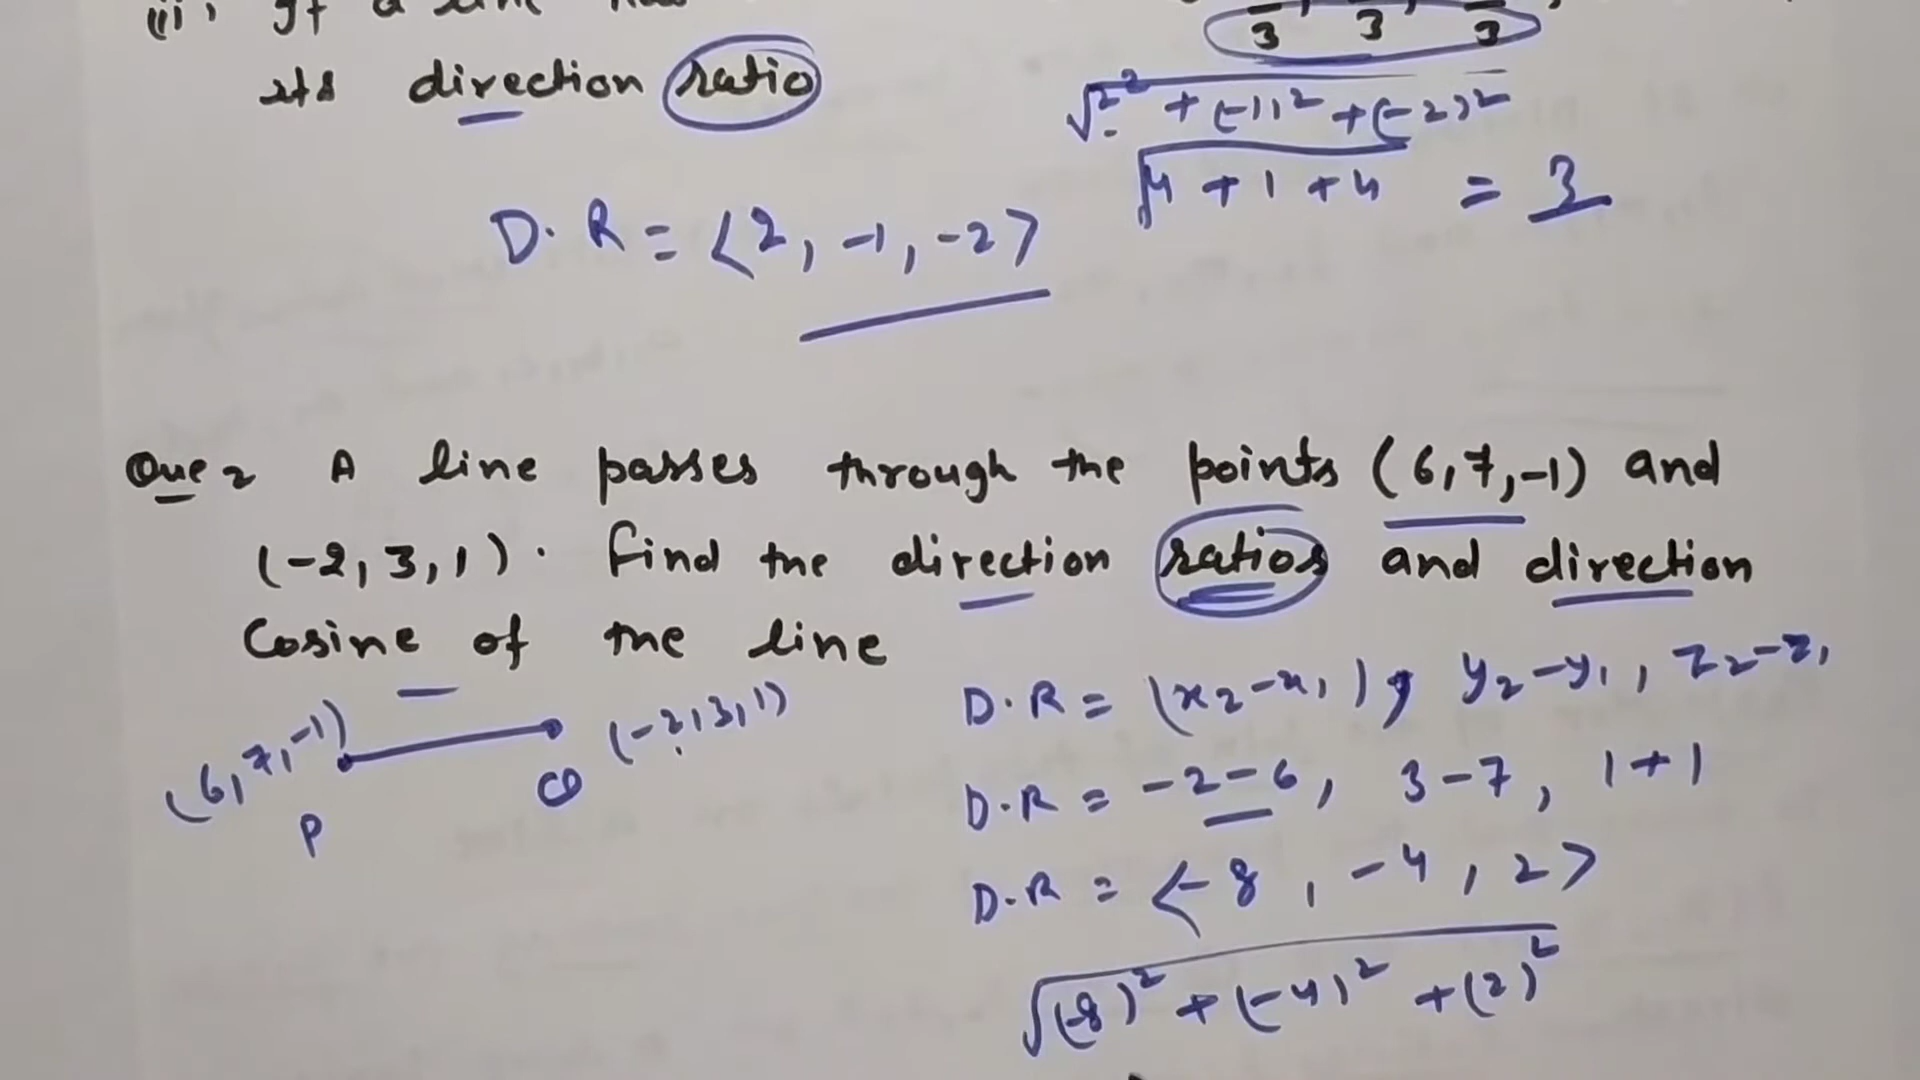 (ii) If a line
its direction ratio
D.R = <2, -1, -2>
3, 3, 3
√2² + (-1)² + (-2)²
√4 + 1 + 4 = 3
Que 2 A line passes through the points (6,7,-1) and
(-2,3,1). find the direction ratios and direction
Cosine of the line
(6,7,-1) (-2,3,1)
P Q
D.R = (x₂-x₁), y₂-y₁, z₂-z₁
D.R = -2-6, 3-7, 1+1
D.R = <-8, -4, 2>
√(-8)² + (-4)² + (2)²